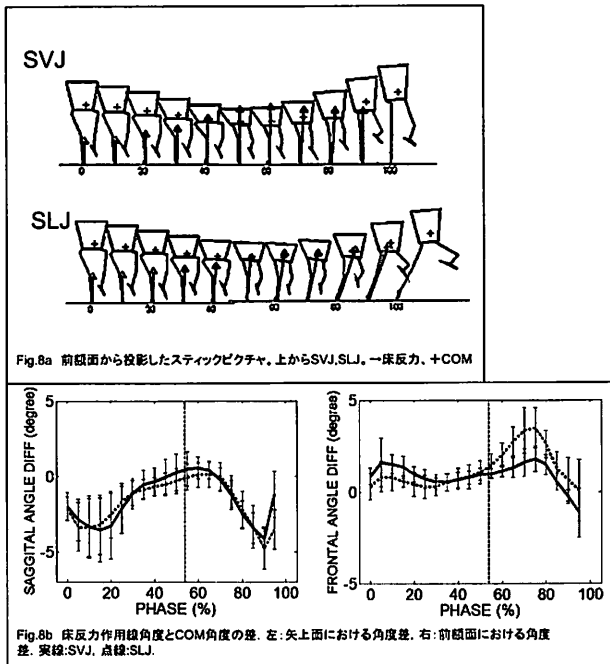 SVJ
0 20 40 60 80 100
SLJ
0 20 40 60 80 100
Fig.8a 前額面から投影したスティックピクチャ。上からSVJ,SLJ。→床反力、+COM
SAGGITAL ANGLE DIFF (degree)
5
0
-5
0 20 40 60 80 100
PHASE (%)
FRONTAL ANGLE DIFF (degree)
5
0
-5
0 20 40 60 80 100
PHASE (%)
Fig.8b 床反力作用線角度とCOM角度の差. 左:矢上面における角度差. 右:前額面における角度
差. 実線:SVJ, 点線:SLJ.